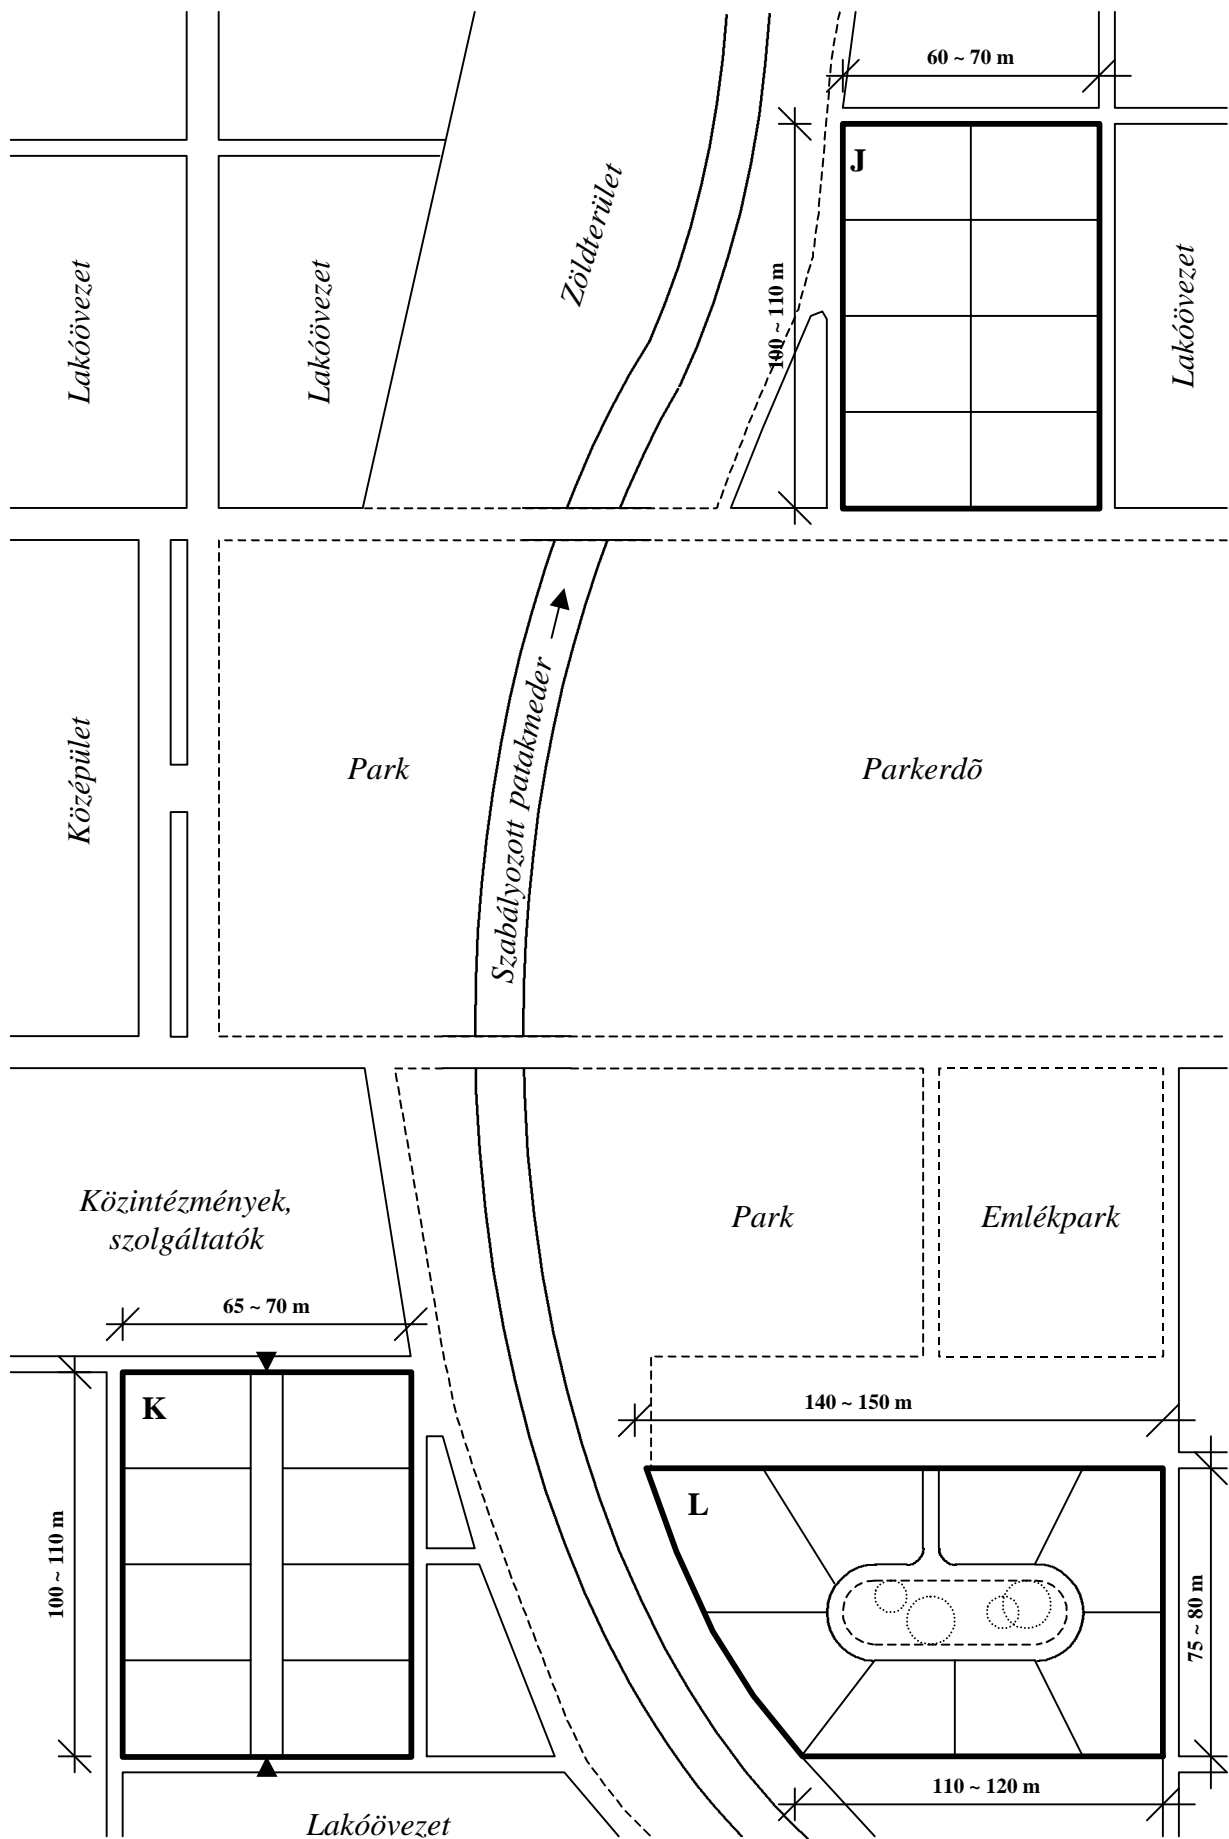 60 ~ 70 m
J
Zöldterület
100 ~ 110 m
Lakóövezet
Lakóövezet
Lakóövezet
Szabályozott patakmeder
Középület
Park
Parkerdõ
Közintézmények,
szolgáltatók
Park
Emlékpark
65 ~ 70 m
K
140 ~ 150 m
L
100 ~ 110 m
75 ~ 80 m
110 ~ 120 m
Lakóövezet